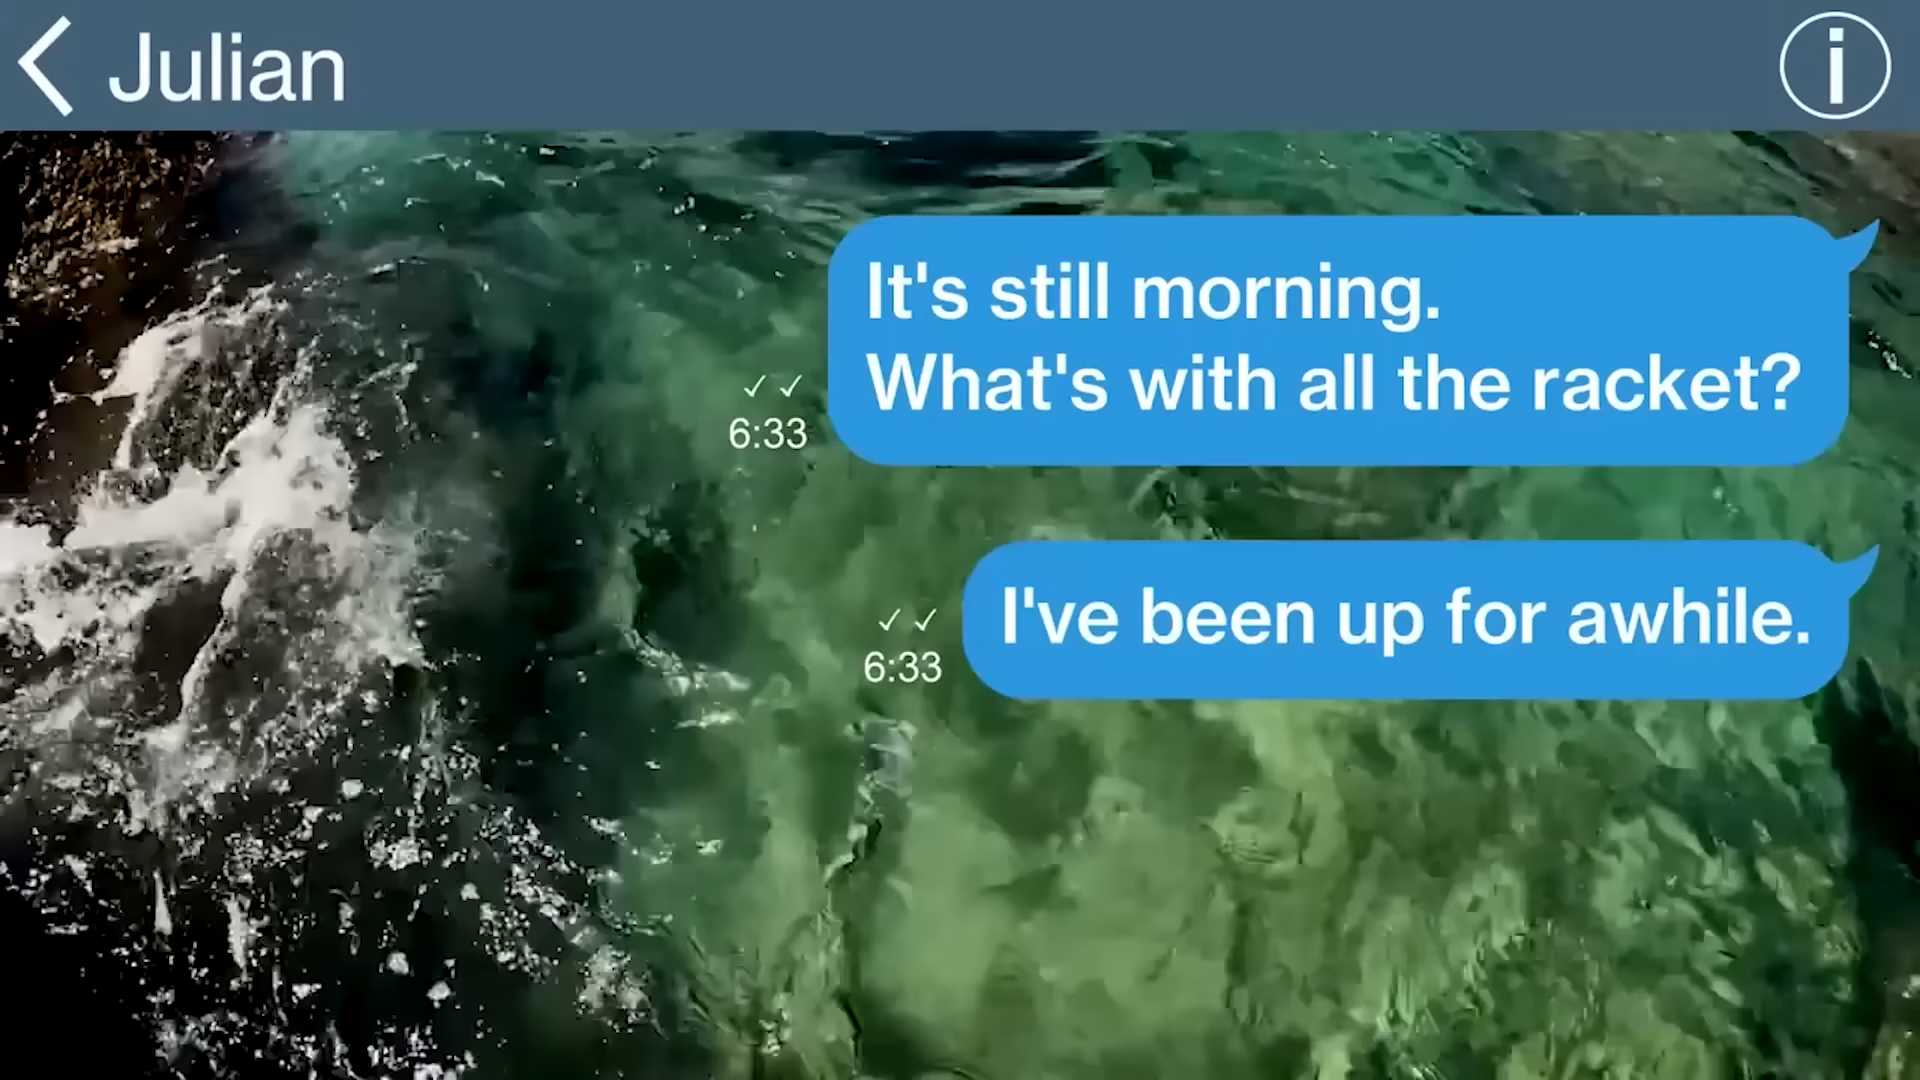 Julian
It's still morning.
What's with all the racket?
✓✓
6:33
I've been up for awhile.
✓✓
6:33